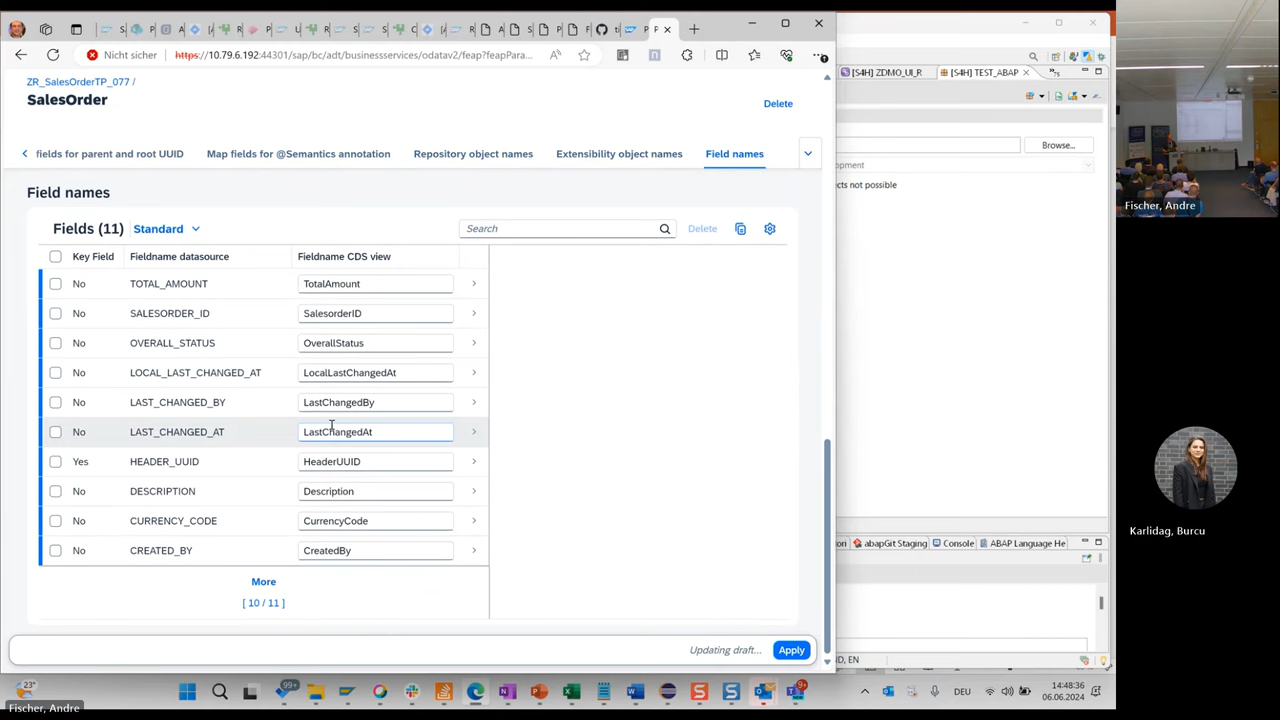 [S4H] ZDMO_UI_R
[S4H] TEST_ABAP
Nicht sicher
https://10.79.6.192:44301/sap/bc/adt/businessservices/odatav2/feap?feapPara...
ZR_SalesOrderTP_077 /
SalesOrder
Delete
fields for parent and root UUID
Map fields for @Semantics annotation
Repository object names
Extensibility object names
Field names
Field names
Fields (11) Standard
Search
Delete
Key Field Fieldname datasource Fieldname CDS view
No TOTAL_AMOUNT TotalAmount
No SALESORDER_ID SalesorderID
No OVERALL_STATUS OverallStatus
No LOCAL_LAST_CHANGED_AT LocalLastChangedAt
No LAST_CHANGED_BY LastChangedBy
No LAST_CHANGED_AT LastChangedAt
Yes HEADER_UUID HeaderUUID
No DESCRIPTION Description
No CURRENCY_CODE CurrencyCode
No CREATED_BY CreatedBy
More
[ 10 / 11 ]
Updating draft...
Apply
Browse...
abapGit Staging
Console
ABAP Language He
EN
Fischer, Andre
Karlidag, Burcu
23°
99+
9+
DEU
14:48:36
06.06.2024
Fischer, Andre